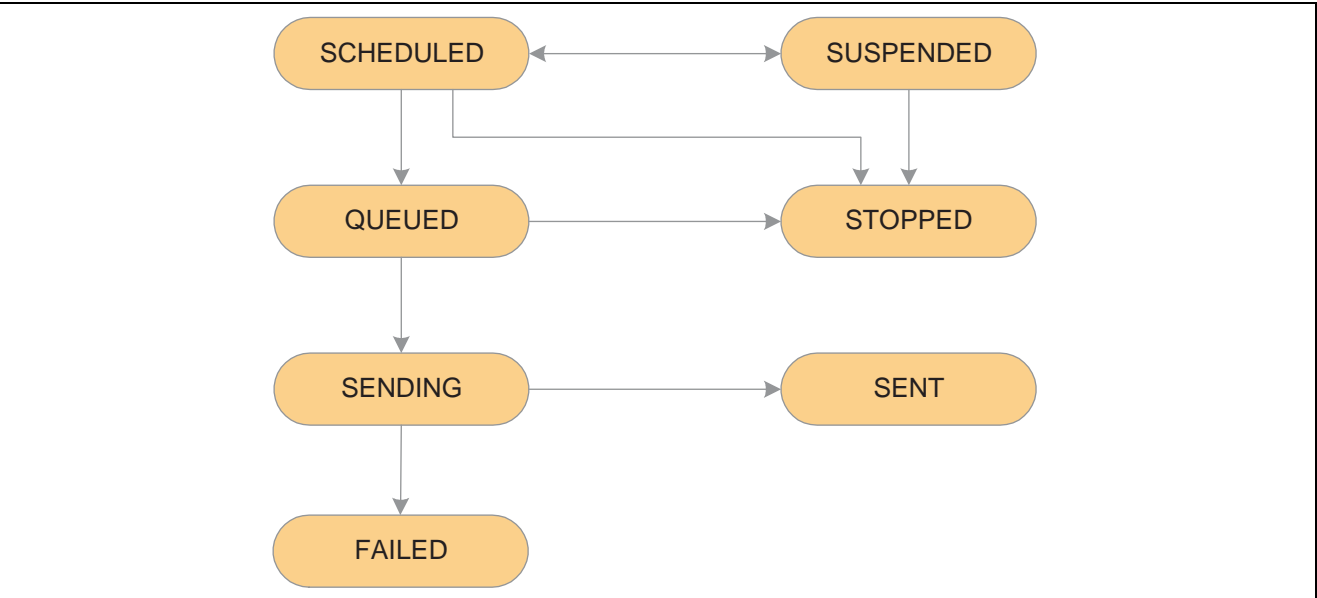 SCHEDULED
SUSPENDED
QUEUED
STOPPED
SENDING
SENT
FAILED